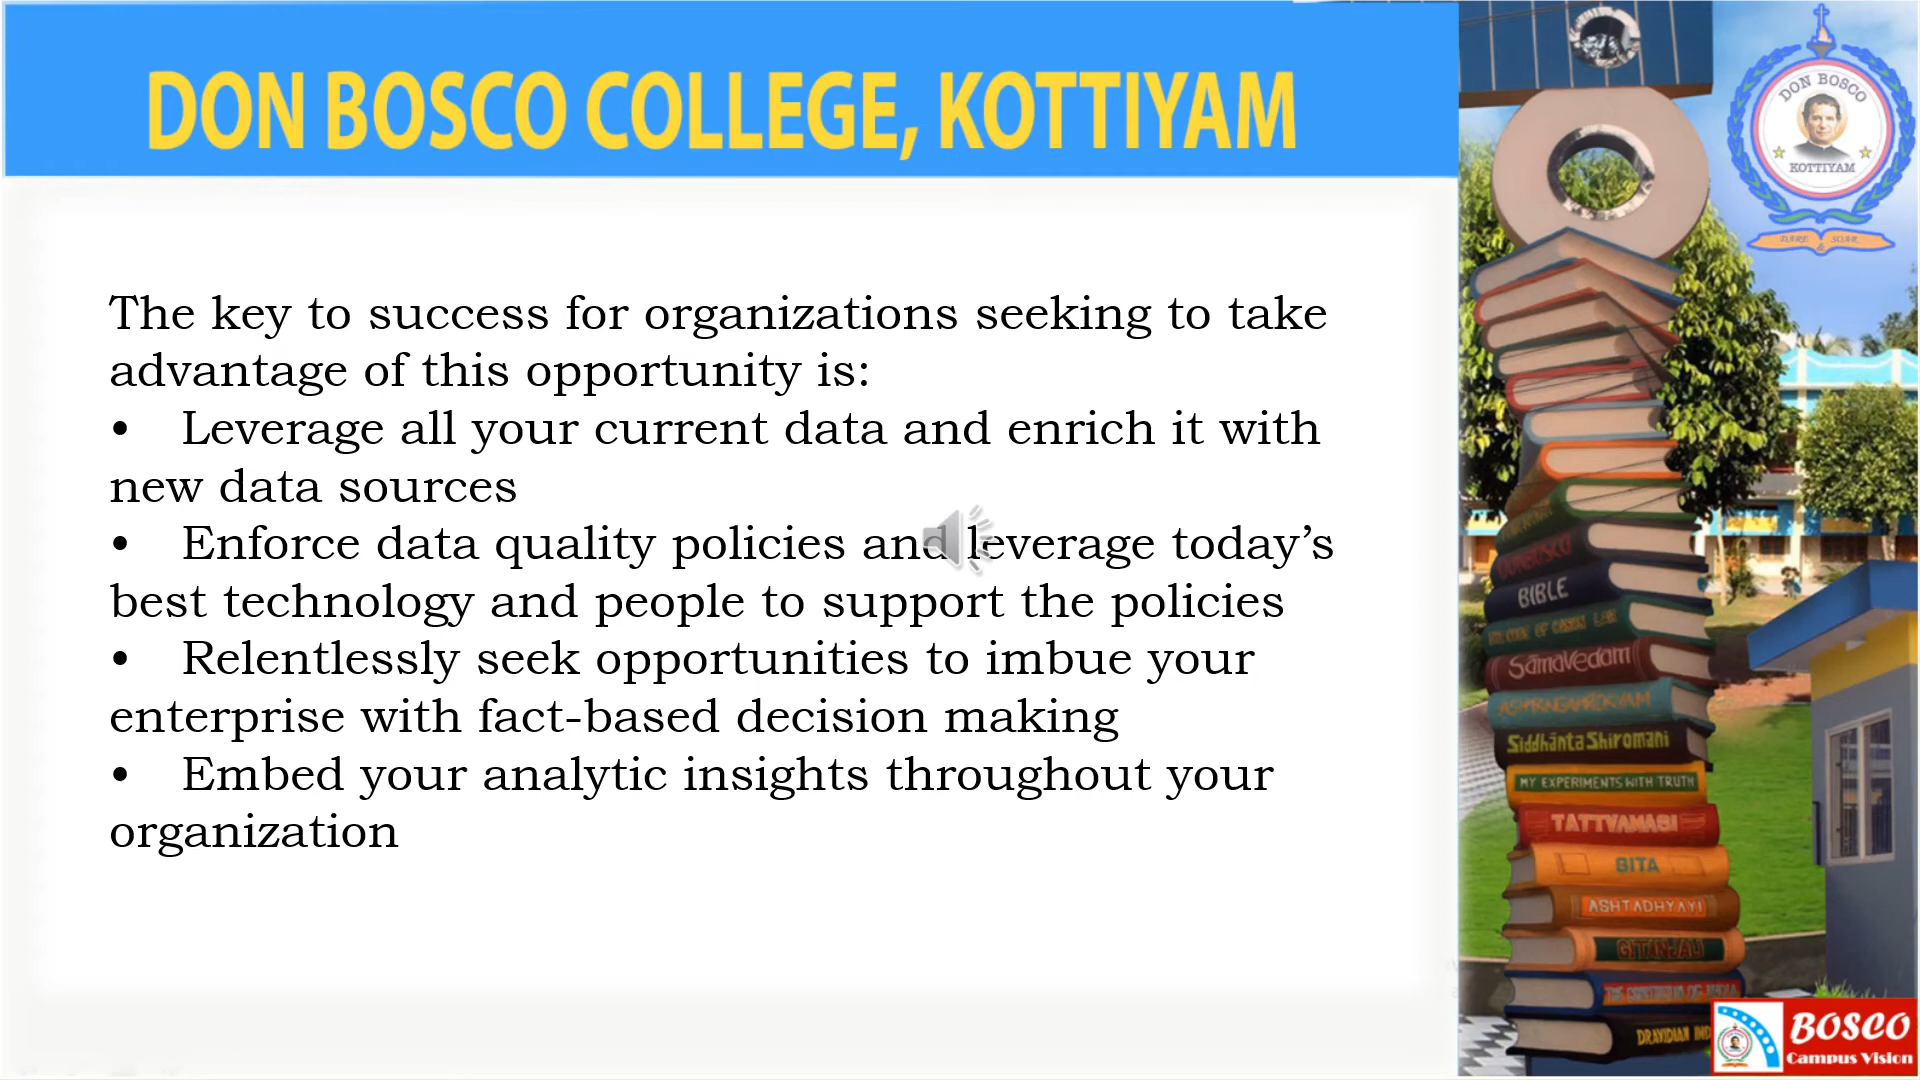 DON BOSCO COLLEGE, KOTTIYAM
DON BOSCO
KOTTIYAM
DARE & SOAR
The key to success for organizations seeking to take
advantage of this opportunity is:
• Leverage all your current data and enrich it with
new data sources
• Enforce data quality policies and leverage today’s
best technology and people to support the policies
• Relentlessly seek opportunities to imbue your
enterprise with fact-based decision making
• Embed your analytic insights throughout your
organization
BIBLE
Sāmavedam
Siddhānta Shiromani
MY EXPERIMENTS WITH TRUTH
GITA
ASHTADHYAYI
GITANJALI
DRAVIDIAN
BOSCO
Campus Vision